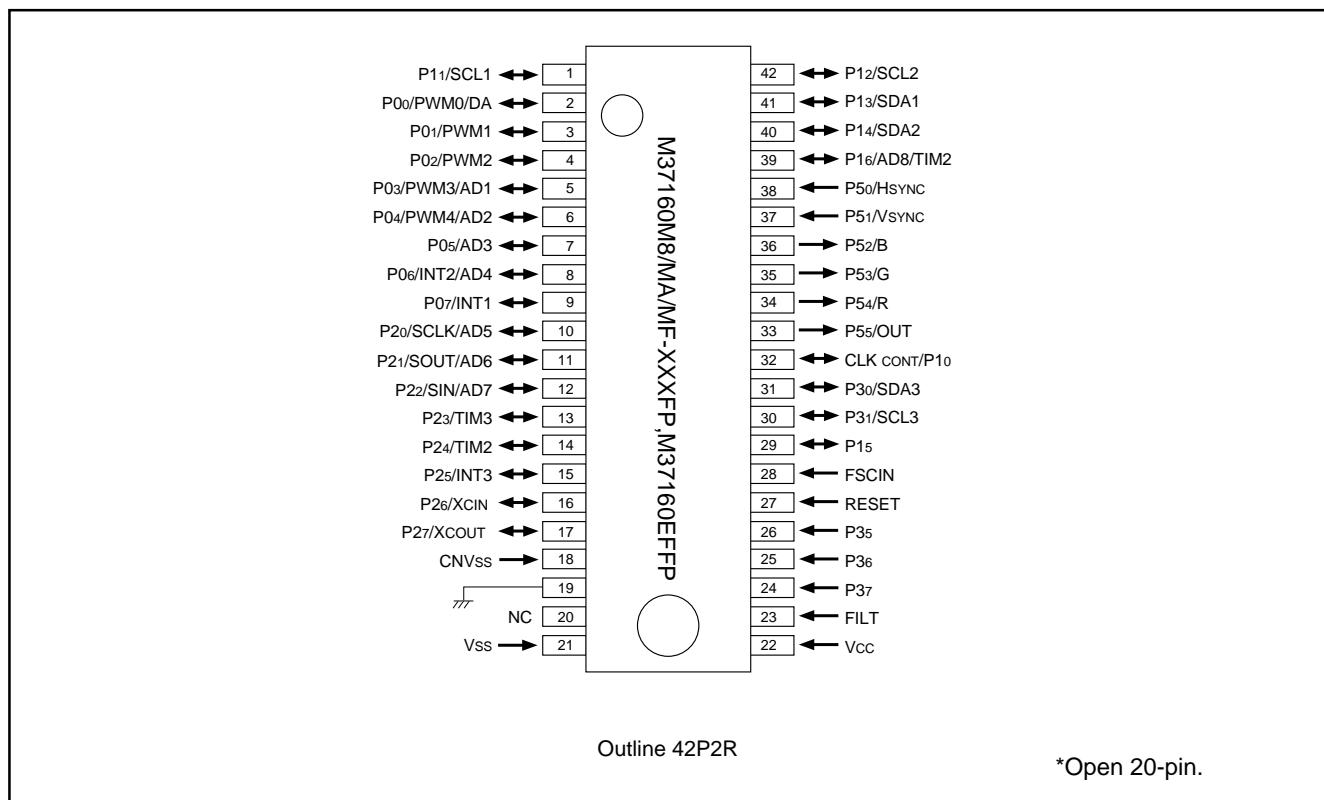 P11/SCL1 1
P00/PWM0/DA 2
P01/PWM1 3
P02/PWM2 4
P03/PWM3/AD1 5
P04/PWM4/AD2 6
P05/AD3 7
P06/INT2/AD4 8
P07/INT1 9
P20/SCLK/AD5 10
P21/SOUT/AD6 11
P22/SIN/AD7 12
P23/TIM3 13
P24/TIM2 14
P25/INT3 15
P26/XCIN 16
P27/XCOUT 17
CNVSS 18
19
NC 20
VSS 21
M37160M8/MA/MF-XXXFP,M37160EFFP
42 P12/SCL2
41 P13/SDA1
40 P14/SDA2
39 P16/AD8/TIM2
38 P50/HSYNC
37 P51/VSYNC
36 P52/B
35 P53/G
34 P54/R
33 P55/OUT
32 CLK CONT/P10
31 P30/SDA3
30 P31/SCL3
29 P15
28 FSCIN
27 RESET
26 P35
25 P36
24 P37
23 FILT
22 VCC
Outline 42P2R
*Open 20-pin.